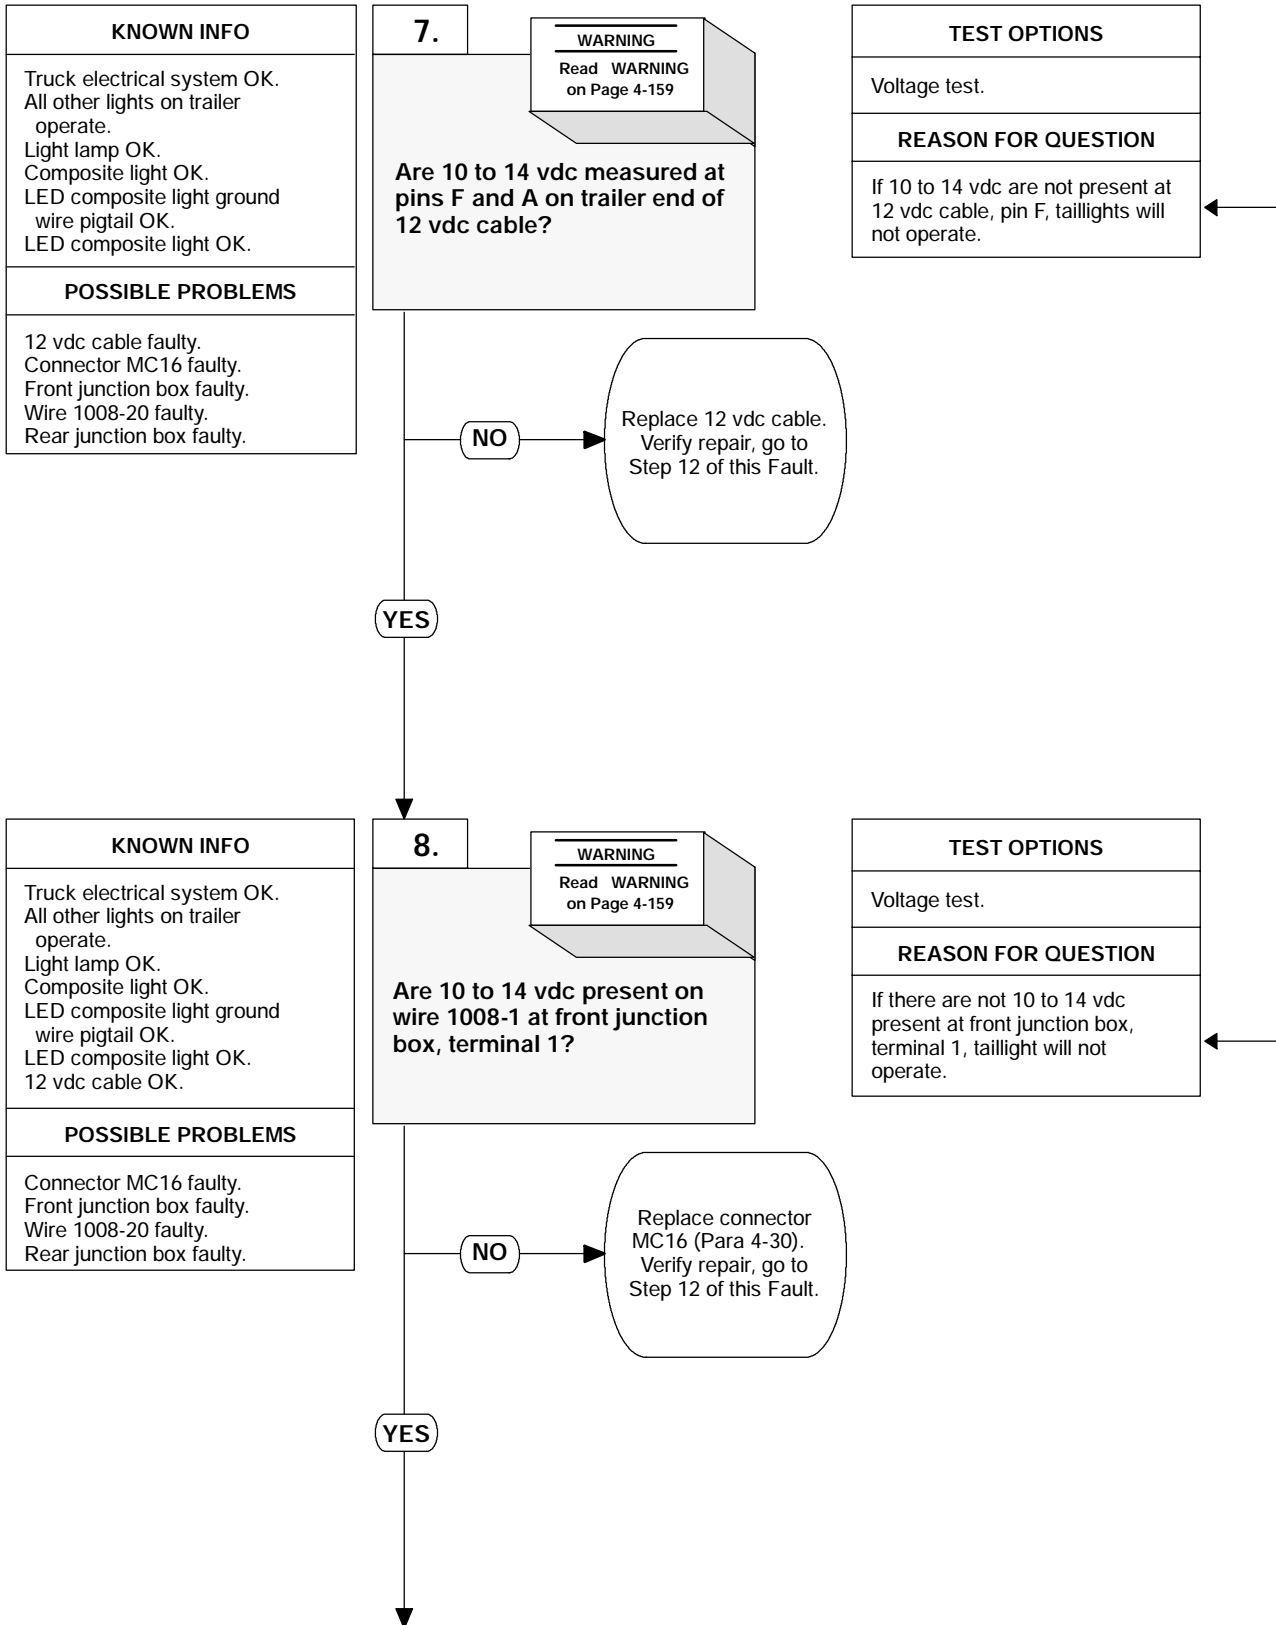 KNOWN INFO
Truck electrical system OK.
All other lights on trailer
operate.
Light lamp OK.
Composite light OK.
LED composite light ground
wire pigtail OK.
LED composite light OK.
POSSIBLE PROBLEMS
12 vdc cable faulty.
Connector MC16 faulty.
Front junction box faulty.
Wire 1008-20 faulty.
Rear junction box faulty.
7.
WARNING
Read WARNING
on Page 4-159
Are 10 to 14 vdc measured at
pins F and A on trailer end of
12 vdc cable?
TEST OPTIONS
Voltage test.
REASON FOR QUESTION
If 10 to 14 vdc are not present at
12 vdc cable, pin F, taillights will
not operate.
NO
Replace 12 vdc cable.
Verify repair, go to
Step 12 of this Fault.
YES
KNOWN INFO
Truck electrical system OK.
All other lights on trailer
operate.
Light lamp OK.
Composite light OK.
LED composite light ground
wire pigtail OK.
LED composite light OK.
12 vdc cable OK.
POSSIBLE PROBLEMS
Connector MC16 faulty.
Front junction box faulty.
Wire 1008-20 faulty.
Rear junction box faulty.
8.
WARNING
Read WARNING
on Page 4-159
Are 10 to 14 vdc present on
wire 1008-1 at front junction
box, terminal 1?
TEST OPTIONS
Voltage test.
REASON FOR QUESTION
If there are not 10 to 14 vdc
present at front junction box,
terminal 1, taillight will not
operate.
NO
Replace connector
MC16 (Para 4-30).
Verify repair, go to
Step 12 of this Fault.
YES